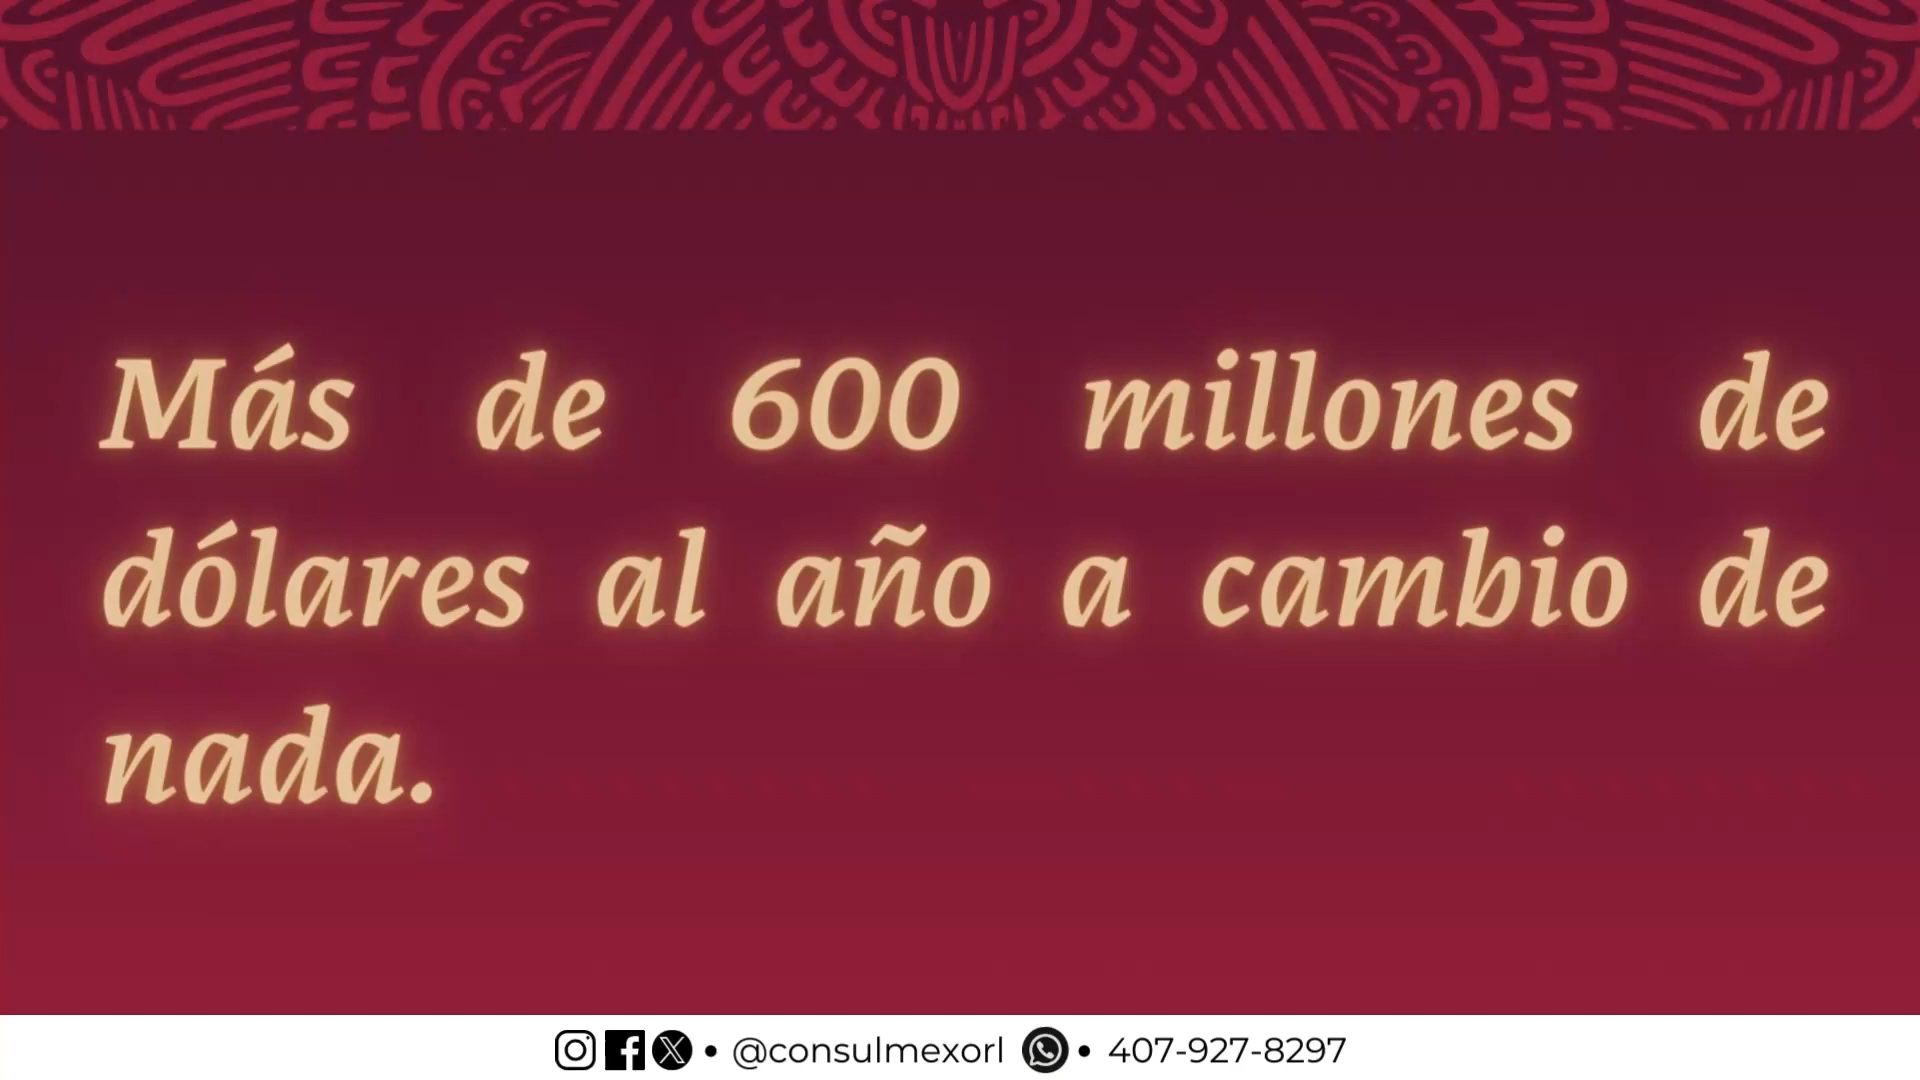 Más de 600 millones de
dólares al año a cambio de
nada.
• @consulmexorl • 407-927-8297